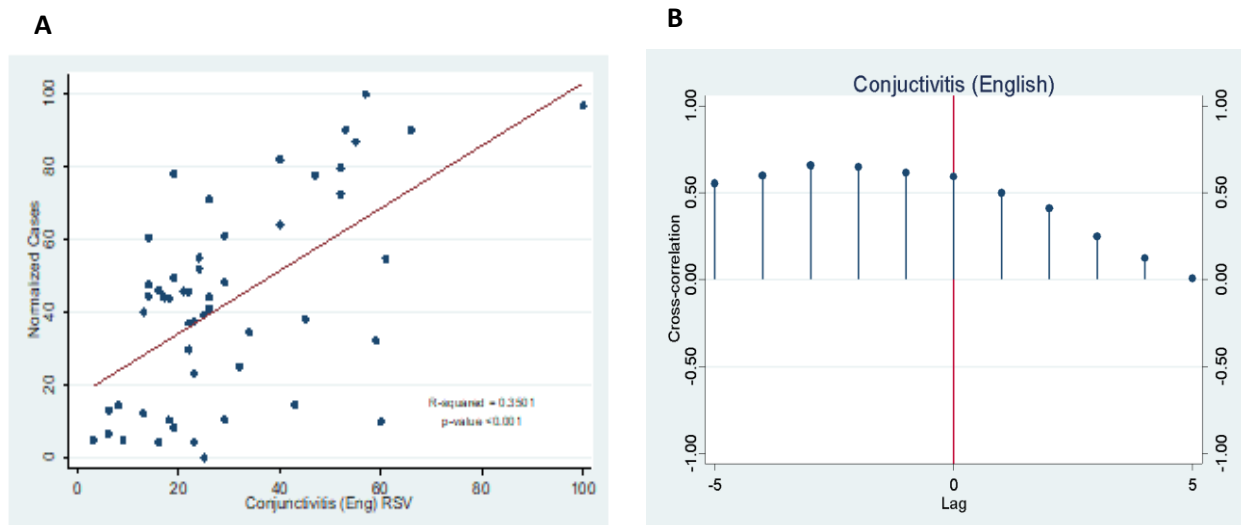 A
100
80
60
40
20
0
Normalized Cases
R-squared = 0.3501
p-value <0.001
0 20 40 60 80 100
Conjunctivitis (Eng) RSV
B
Conjuctivitis (English)
1.00
0.50
0.00
-0.50
-1.00
Cross-correlation
1.00
0.50
0.00
-0.50
-1.00
-5 0 5
Lag